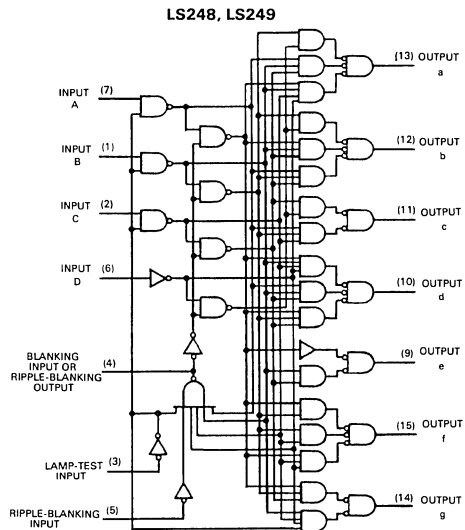 LS248, LS249
INPUT A (7)
INPUT B (1)
INPUT C (2)
INPUT D (6)
BLANKING INPUT OR RIPPLE-BLANKING OUTPUT (4)
LAMP-TEST INPUT (3)
RIPPLE-BLANKING INPUT (5)
(13) OUTPUT a
(12) OUTPUT b
(11) OUTPUT c
(10) OUTPUT d
(9) OUTPUT e
(15) OUTPUT f
(14) OUTPUT g